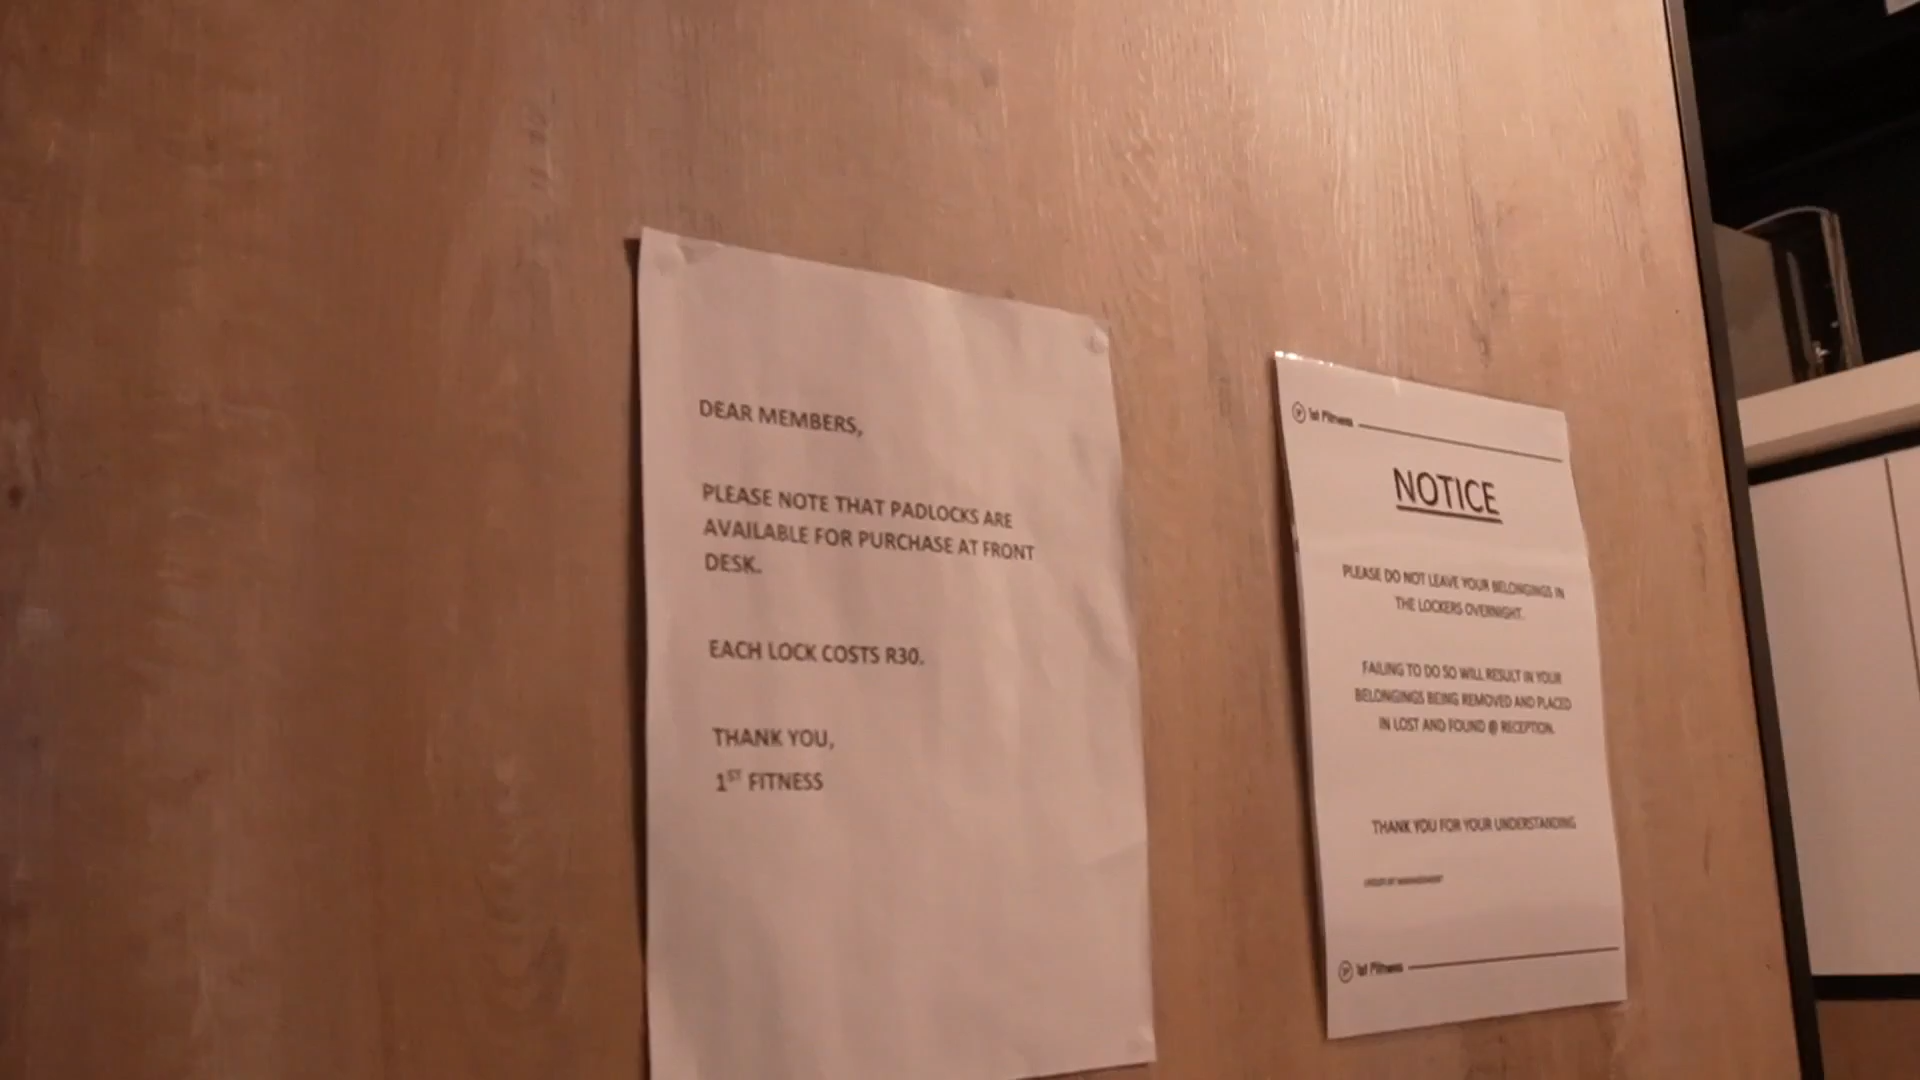 DEAR MEMBERS,
PLEASE NOTE THAT PADLOCKS ARE
AVAILABLE FOR PURCHASE AT FRONT
DESK.
EACH LOCK COSTS R30.
THANK YOU,
1ST FITNESS
1st Fitness
NOTICE
PLEASE DO NOT LEAVE YOUR BELONGINGS IN
THE LOCKERS OVERNIGHT.
FAILING TO DO SO WILL RESULT IN YOUR
BELONGINGS BEING REMOVED AND PLACED
IN LOST AND FOUND @ RECEPTION.
THANK YOU FOR YOUR UNDERSTANDING
1st Fitness